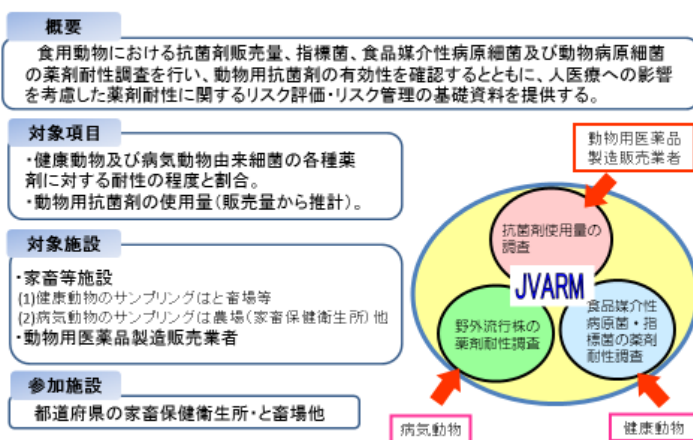 概要
食用動物における抗菌剤販売量、指標菌、食品媒介性病原細菌及び動物病原細菌
の薬剤耐性調査を行い、動物用抗菌剤の有効性を確認するとともに、人医療への影響
を考慮した薬剤耐性に関するリスク評価・リスク管理の基礎資料を提供する。
対象項目
・健康動物及び病気動物由来細菌の各種薬
剤に対する耐性の程度と割合。
・動物用抗菌剤の使用量(販売量から推計)。
対象施設
・家畜等施設
(1)健康動物のサンプリングはと畜場等
(2)病気動物のサンプリングは農場(家畜保健衛生所)他
・動物用医薬品製造販売業者
参加施設
都道府県の家畜保健衛生所・と畜場他
動物用医薬品
製造販売業者
抗菌剤使用量の
調査
JVARM
野外流行株の
薬剤耐性調査
食品媒介性
病原菌・指
標菌の薬剤
耐性調査
病気動物
健康動物